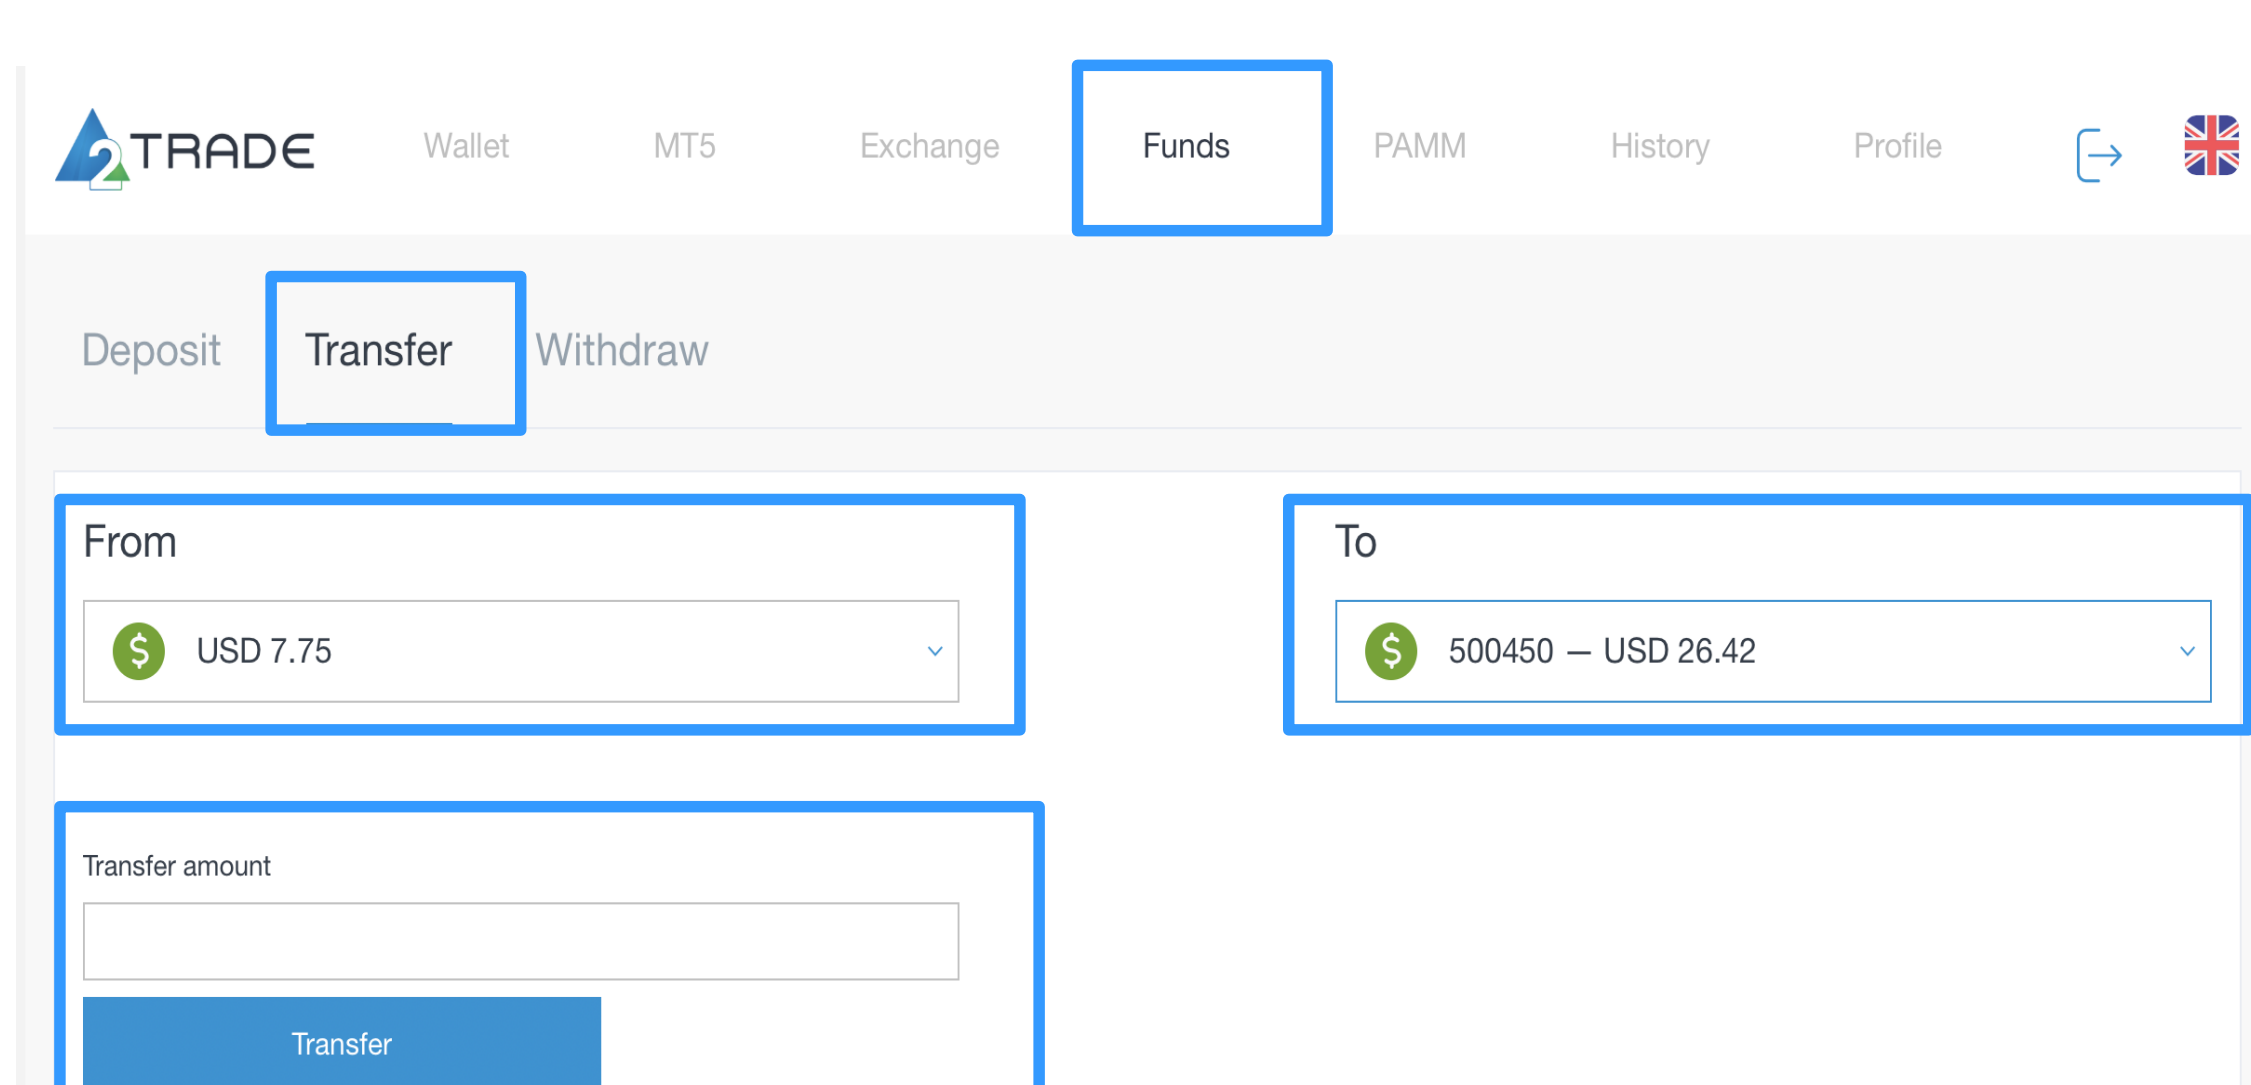 2TRADE Wallet MT5 Exchange Funds PAMM History Profile
Deposit Transfer Withdraw
From To
$ USD 7.75 $ 500450 — USD 26.42
Transfer amount
Transfer